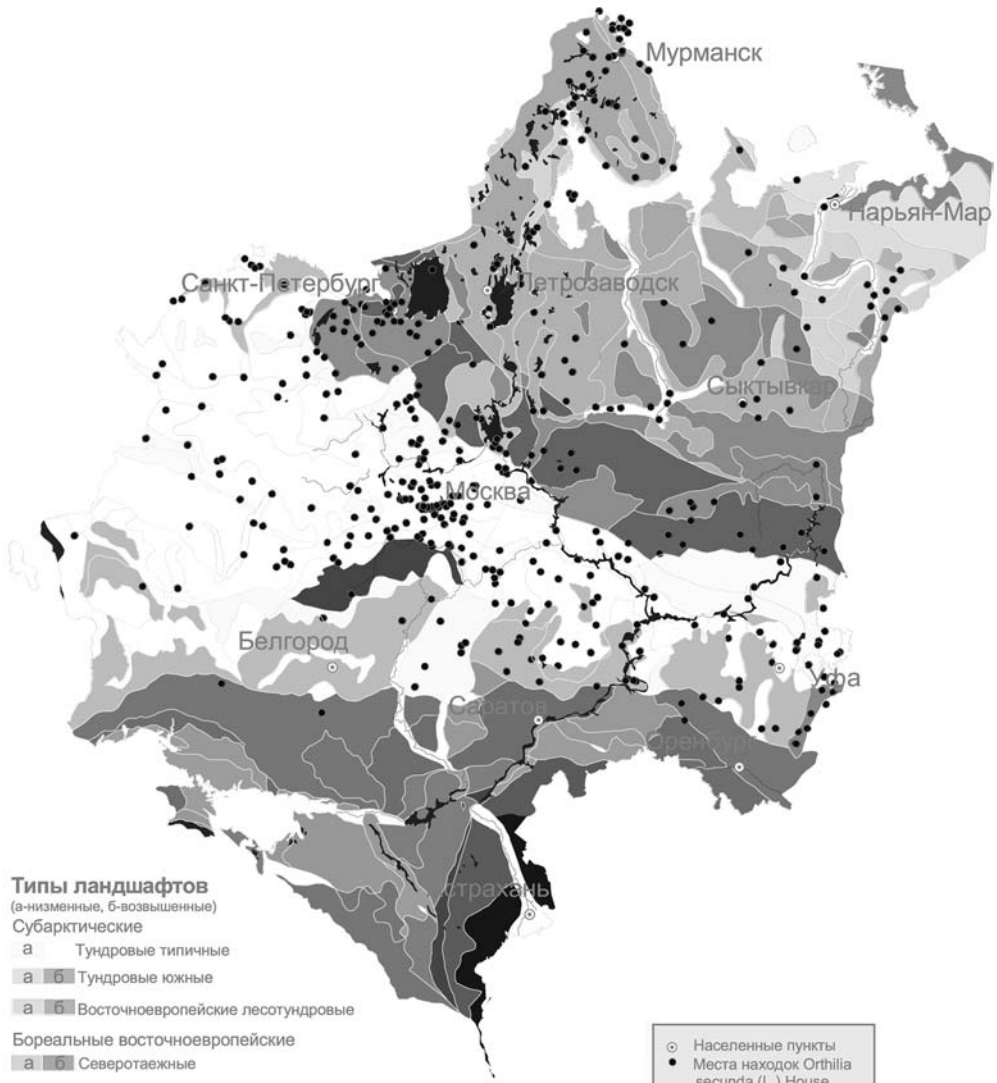 Мурманск
Нарьян-Мар
Санкт-Петербург
Петрозаводск
Сыктывкар
Москва
Белгород
Уфа
Саратов
Оренбург
страхань
Типы ландшафтов
(а-низменные, б-возвышенные)
Субарктические
а Тундровые типичные
а б Тундровые южные
а б Восточноевропейские лесотундровые
Бореальные восточноевропейские
а б Северотаежные
Населенные пункты
Места находок Orthilia
secunda (L.) House